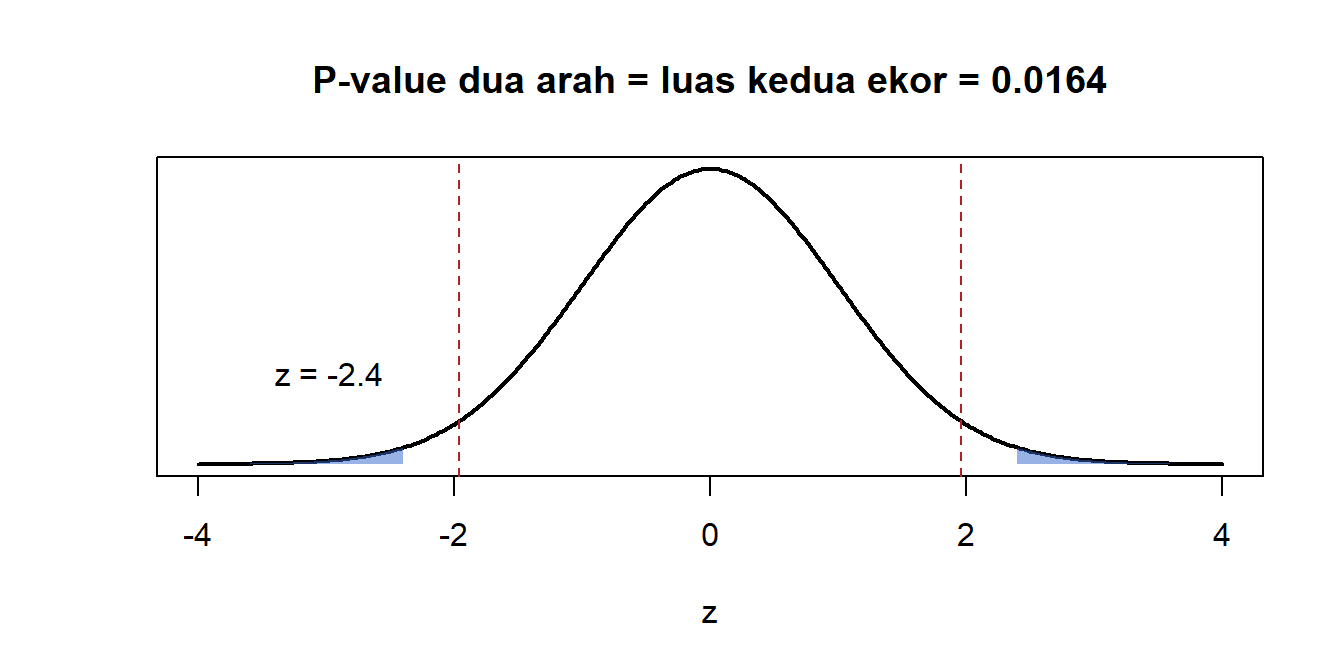 P-value dua arah = luas kedua ekor = 0.0164
z = -2.4
-4 -2 0 2 4
z